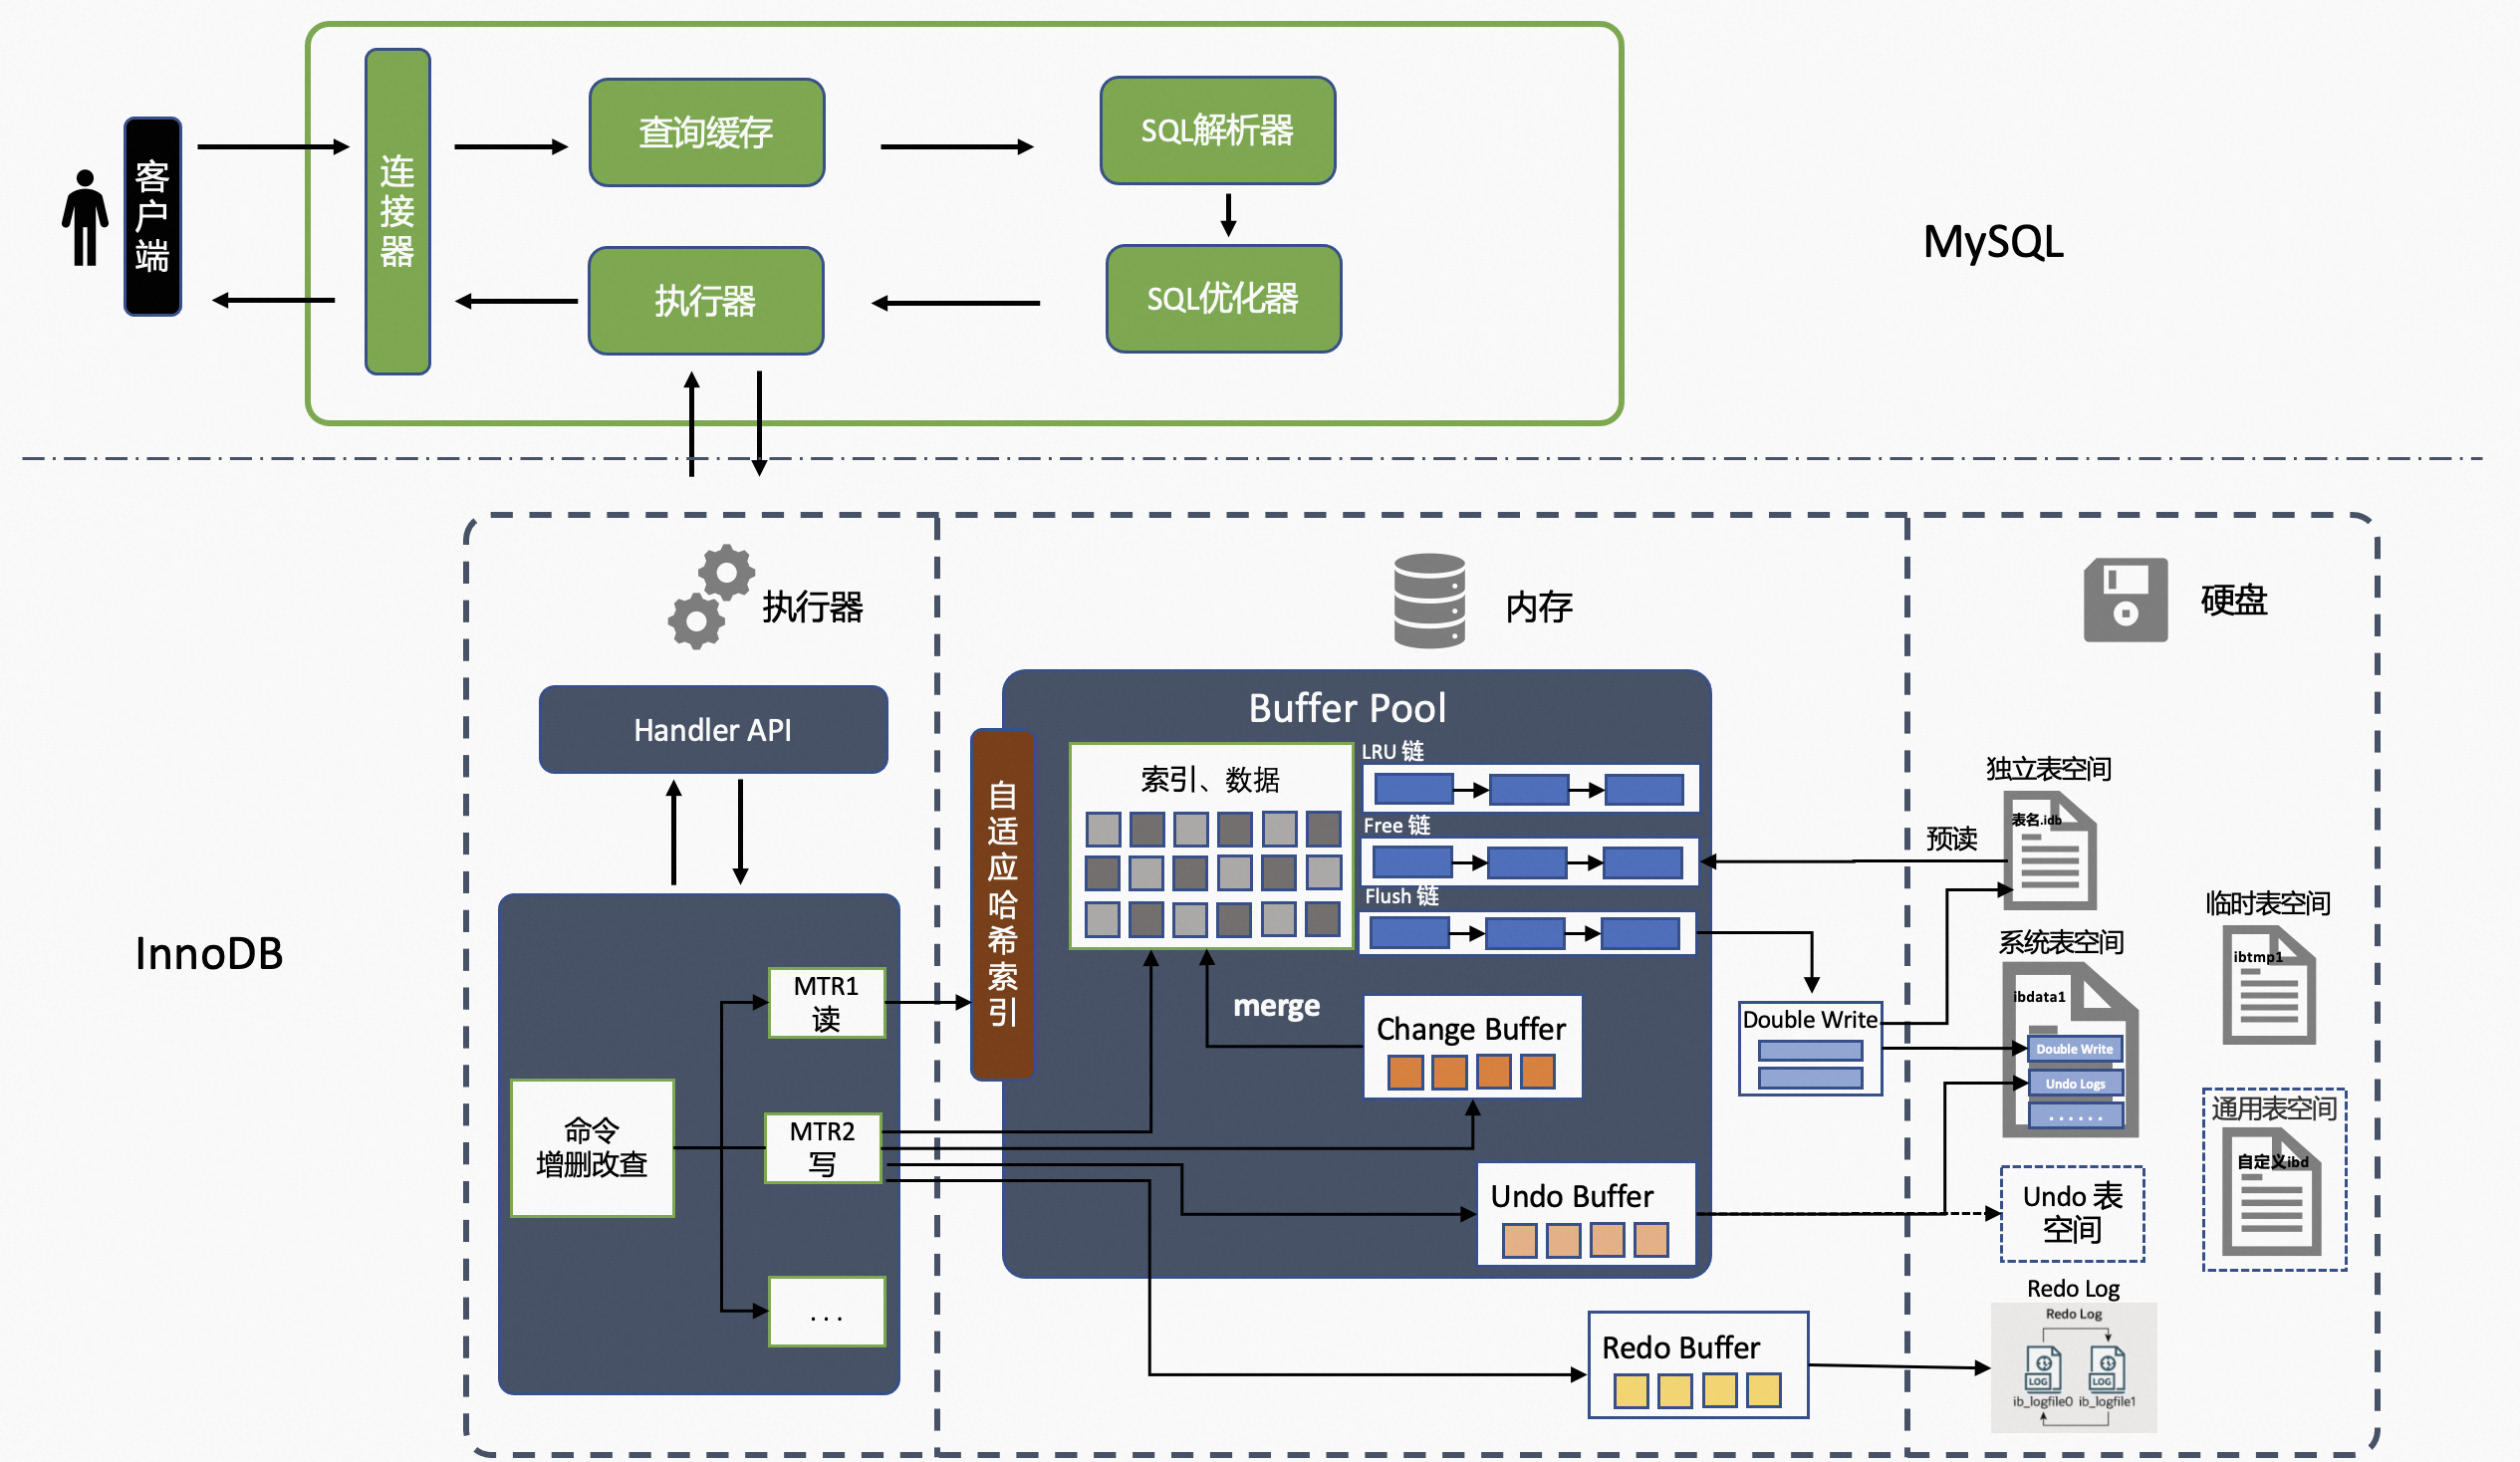 客户端
连接器
查询缓存
SQL解析器
执行器
SQL优化器
MySQL
InnoDB
执行器
Handler API
命令
增删改查
MTR1
读
MTR2
写
...
内存
Buffer Pool
自适应哈希索引
索引、数据
LRU 链
Free 链
Flush 链
merge
Change Buffer
Undo Buffer
Redo Buffer
Double Write
硬盘
预读
独立表空间
表名.idb
系统表空间
ibdata1
Double Write
Undo Logs
......
临时表空间
ibtmp1
通用表空间
自定义ibd
Undo 表
空间
Redo Log
Redo Log
LOG
LOG
ib_logfile0 ib_logfile1